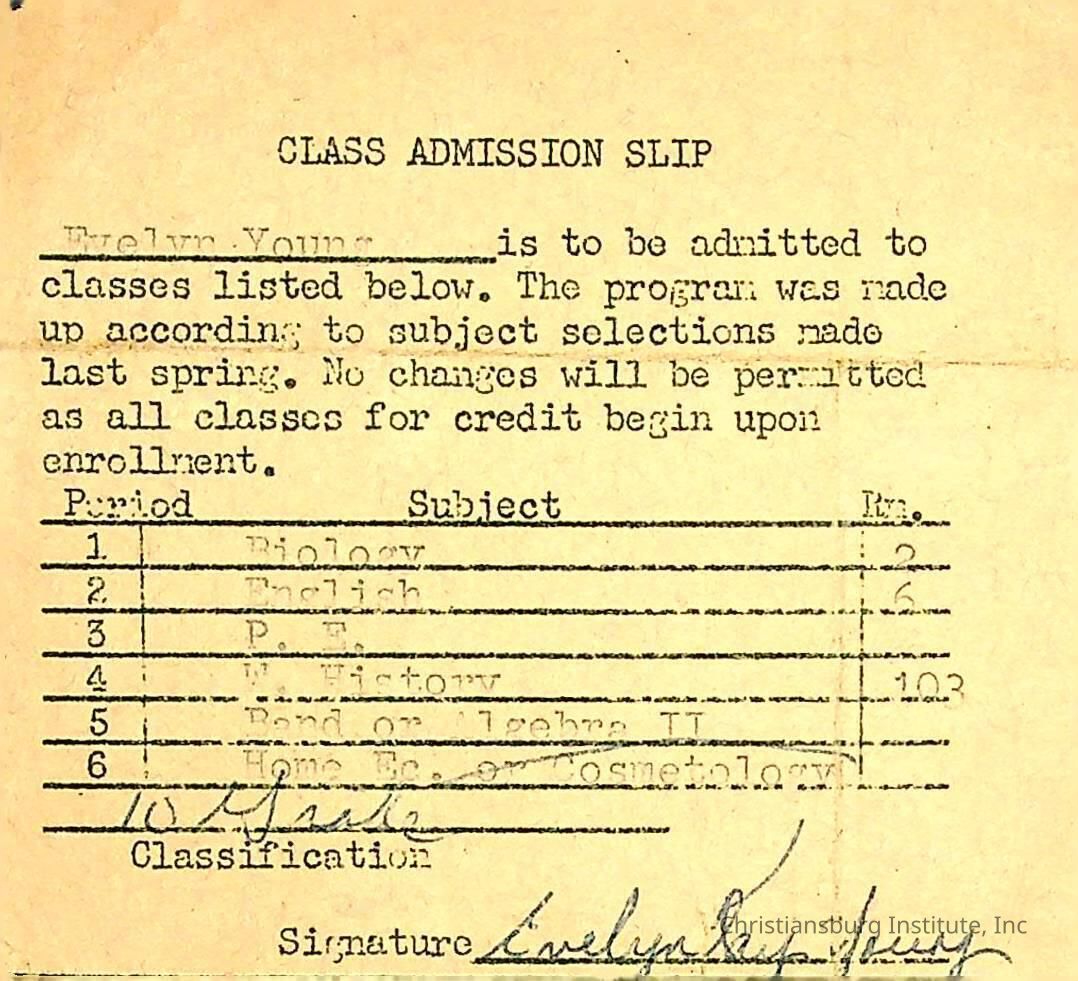 CLASS ADMISSION SLIP
Evelyn Young is to be admitted to
classes listed below. The program was made
up according to subject selections made
last spring. No changes will be permitted
as all classes for credit begin upon
enrollment.
Period Subject Rm.
1 Biology 2
2 English 6
3 P. E.
4 W. History 103
5 Band or Algebra II
6 Home Ec. or Cosmetology
10 Grade
Classification
Christiansburg Institute, Inc
Signature Evelyn Kay Young